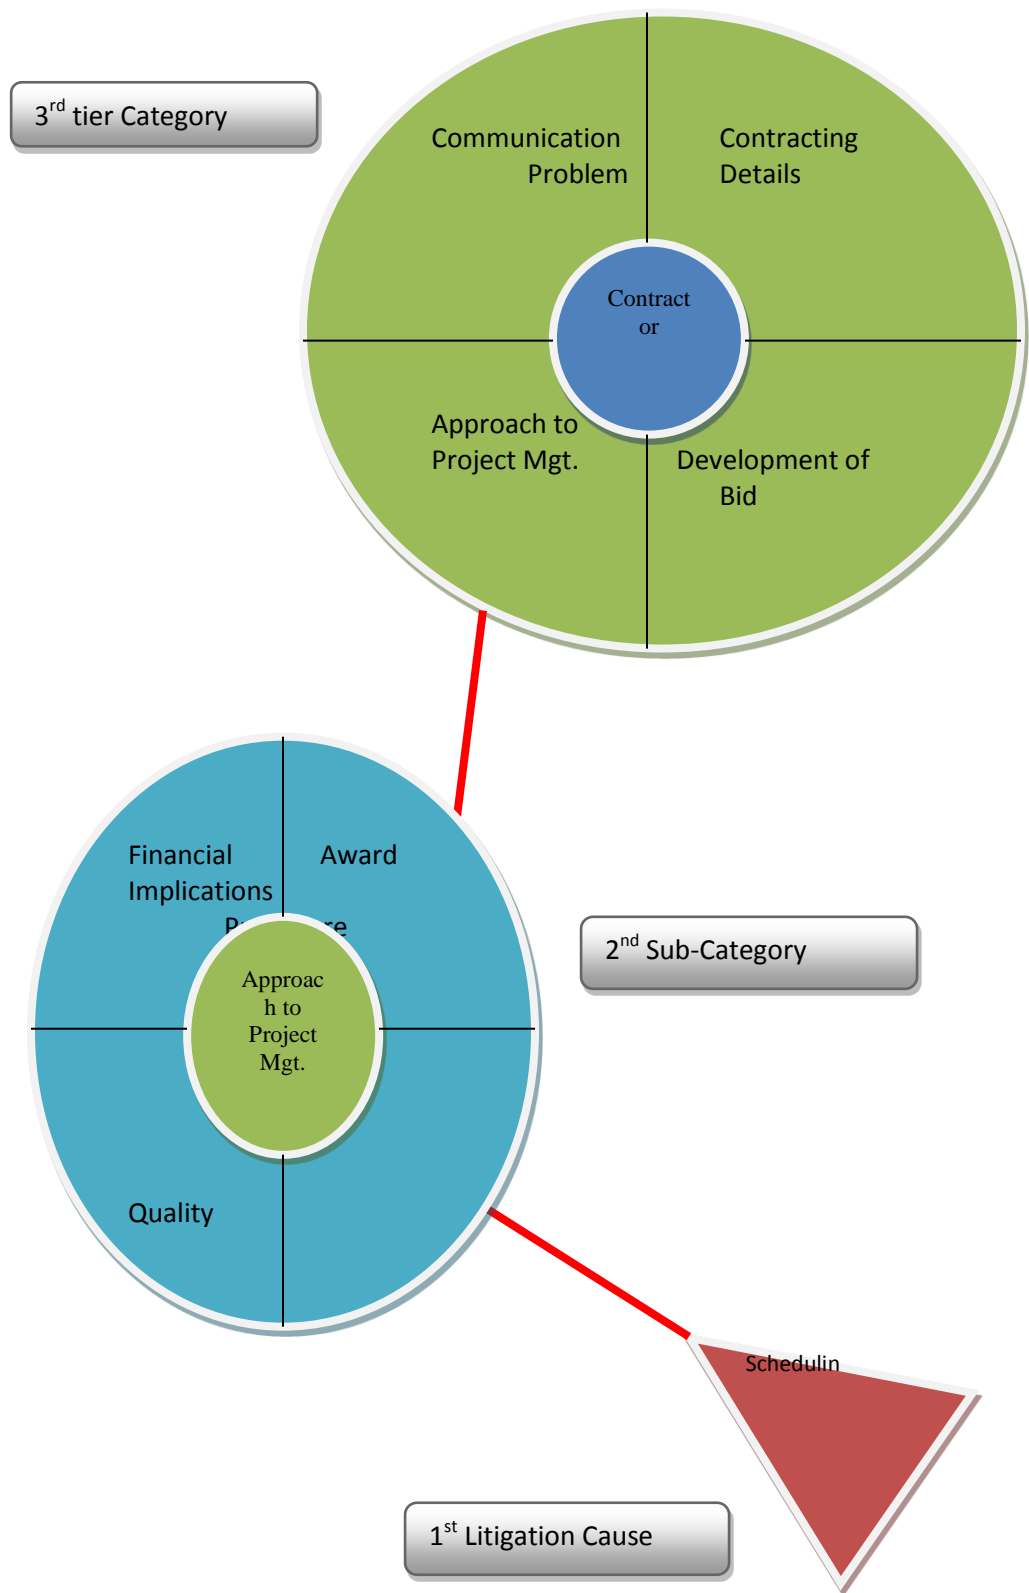 3rd tier Category
Communication
Problem
Contracting
Details
Contract
or
Approach to
Project Mgt.
Development of
Bid
Financial
Implications
Award
2nd Sub-Category
Approac
h to
Project
Mgt.
Quality
Schedulin
1st Litigation Cause